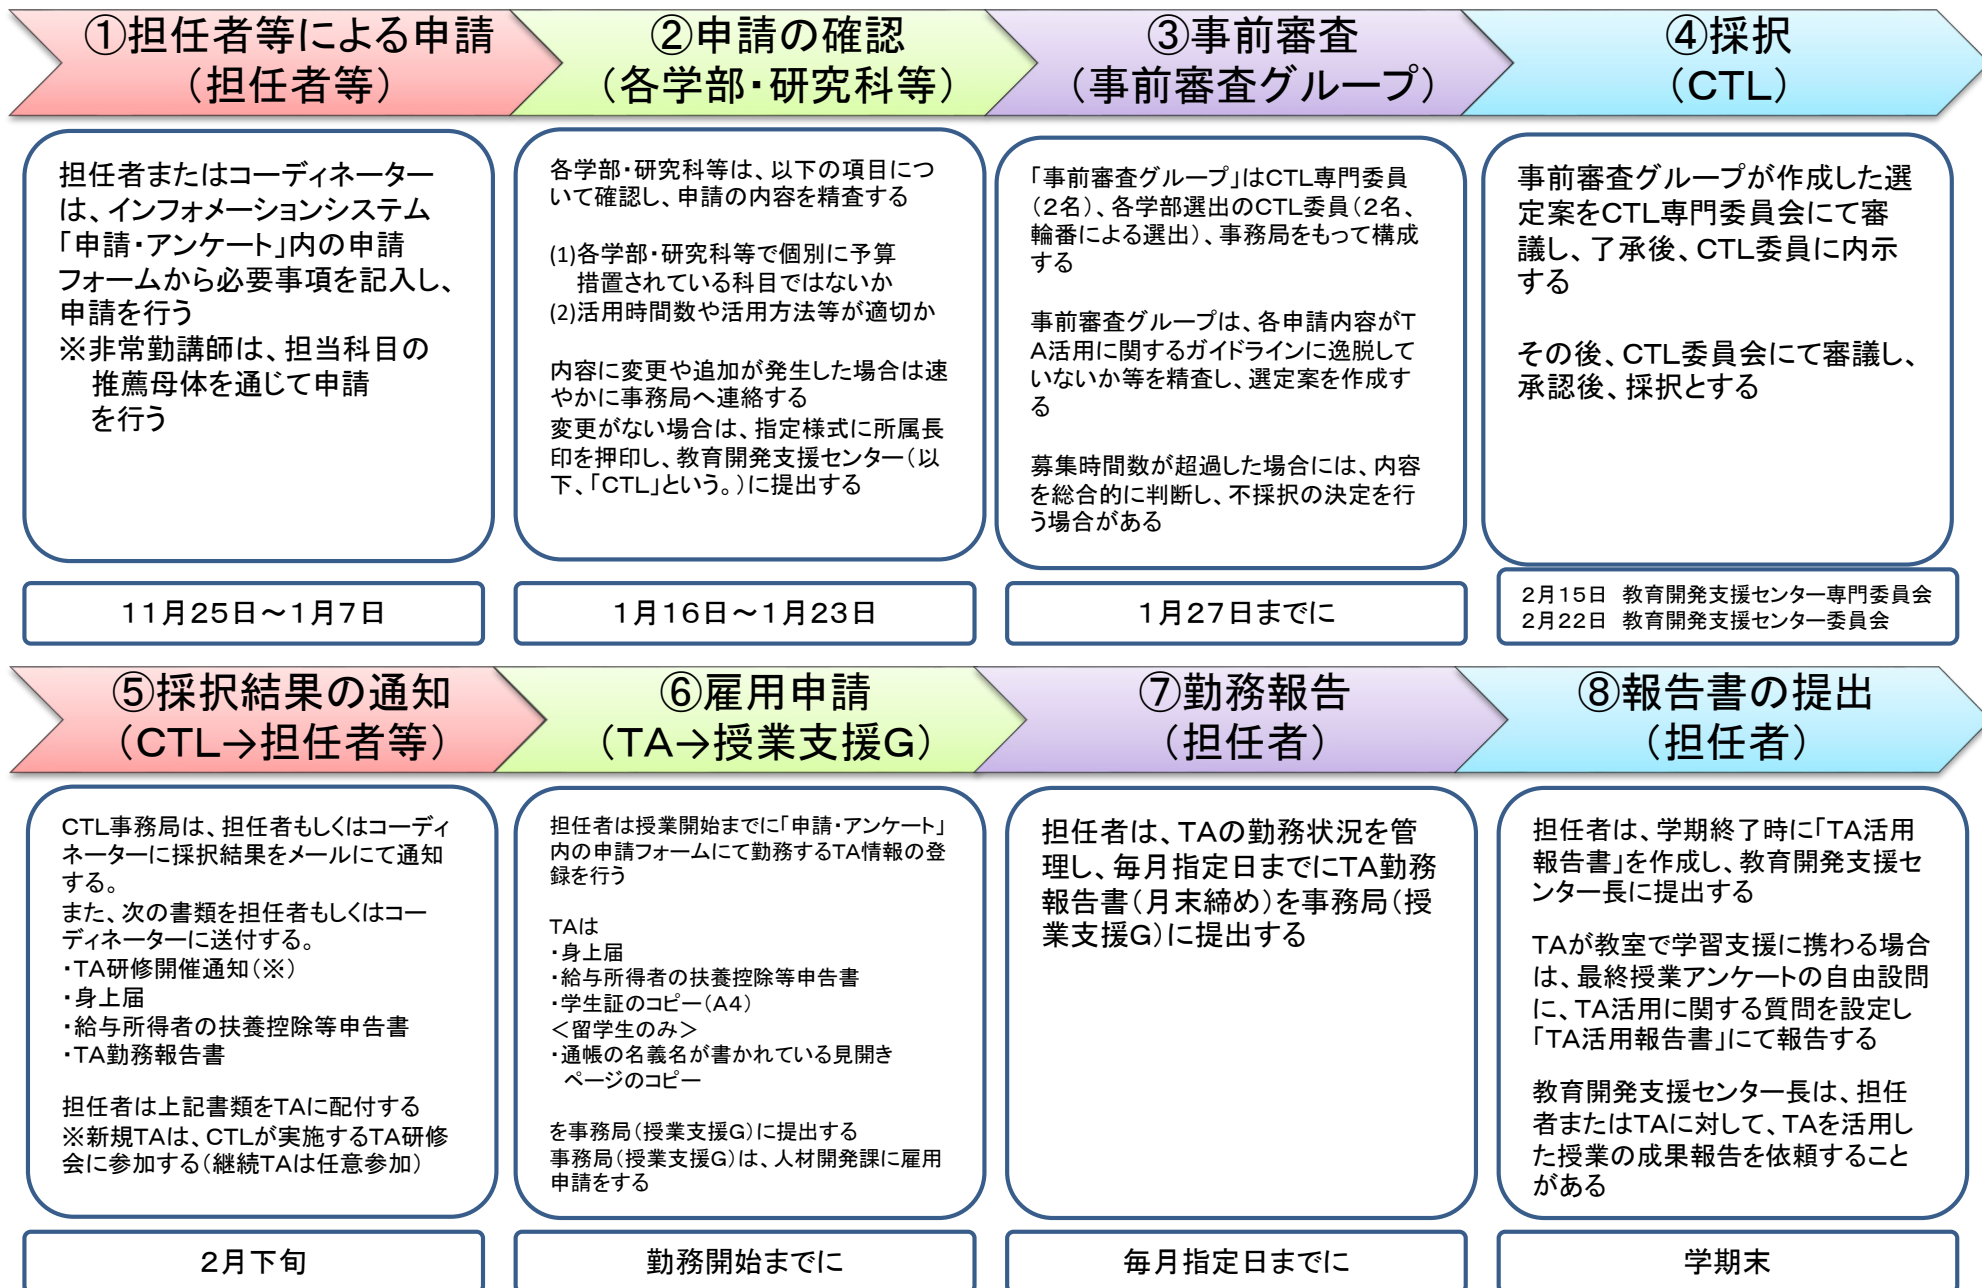 ①担任者等による申請
（担任者等）
②申請の確認
（各学部・研究科等）
③事前審査
（事前審査グループ）
④採択
（CTL）
担任者またはコーディネーター
は、インフォメーションシステム
「申請・アンケート」内の申請
フォームから必要事項を記入し、
申請を行う
※非常勤講師は、担当科目の
推薦母体を通じて申請
を行う
各学部・研究科等は、以下の項目につ
いて確認し、申請の内容を精査する
(1)各学部・研究科等で個別に予算
措置されている科目ではないか
(2)活用時間数や活用方法等が適切か
内容に変更や追加が発生した場合は速
やかに事務局へ連絡する
変更がない場合は、指定様式に所属長
印を押印し、教育開発支援センター（以
下、「CTL」という。）に提出する
「事前審査グループ」はCTL専門委員
（2名）、各学部選出のCTL委員（2名、
輪番による選出）、事務局をもって構成
する
事前審査グループは、各申請内容がT
A活用に関するガイドラインに逸脱して
いないか等を精査し、選定案を作成す
る
募集時間数が超過した場合には、内容
を総合的に判断し、不採択の決定を行
う場合がある
事前審査グループが作成した選
定案をCTL専門委員会にて審
議し、了承後、CTL委員に内示
する
その後、CTL委員会にて審議し、
承認後、採択とする
11月25日～1月7日
1月16日～1月23日
1月27日までに
2月15日　教育開発支援センター専門委員会
2月22日　教育開発支援センター委員会
⑤採択結果の通知
（CTL→担任者等）
⑥雇用申請
（TA→授業支援G）
⑦勤務報告
（担任者）
⑧報告書の提出
（担任者）
CTL事務局は、担任者もしくはコーディ
ネーターに採択結果をメールにて通知
する。
また、次の書類を担任者もしくはコー
ディネーターに送付する。
・TA研修開催通知（※）
・身上届
・給与所得者の扶養控除等申告書
・TA勤務報告書
担任者は上記書類をTAに配付する
※新規TAは、CTLが実施するTA研修
会に参加する（継続TAは任意参加）
担任者は授業開始までに「申請・アンケート」
内の申請フォームにて勤務するTA情報の登
録を行う
TAは
・身上届
・給与所得者の扶養控除等申告書
・学生証のコピー（A4）
＜留学生のみ＞
・通帳の名義名が書かれている見開き
ページのコピー
を事務局（授業支援G）に提出する
事務局（授業支援G）は、人材開発課に雇用
申請をする
担任者は、TAの勤務状況を管
理し、毎月指定日までにTA勤務
報告書（月末締め）を事務局（授
業支援G）に提出する
担任者は、学期終了時に「TA活用
報告書」を作成し、教育開発支援セ
ンター長に提出する
TAが教室で学習支援に携わる場合
は、最終授業アンケートの自由設問
に、TA活用に関する質問を設定し
「TA活用報告書」にて報告する
教育開発支援センター長は、担任
者またはTAに対して、TAを活用し
た授業の成果報告を依頼すること
がある
2月下旬
勤務開始までに
毎月指定日までに
学期末